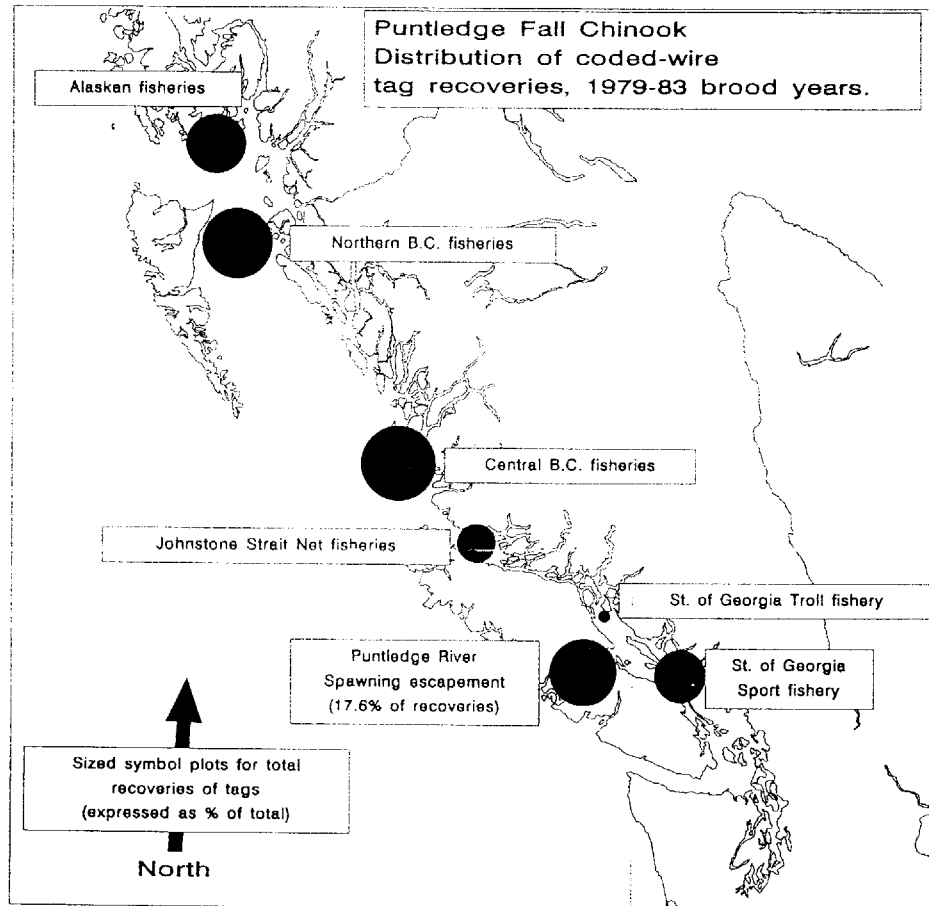 Puntledge Fall Chinook
Distribution of coded-wire
tag recoveries, 1979-83 brood years.
Alaskan fisheries
Northern B.C. fisheries
Central B.C. fisheries
Johnstone Strait Net fisheries
St. of Georgia Troll fishery
Puntledge River
Spawning escapement
(17.6% of recoveries)
St. of Georgia
Sport fishery
Sized symbol plots for total
recoveries of tags
(expressed as % of total)
North